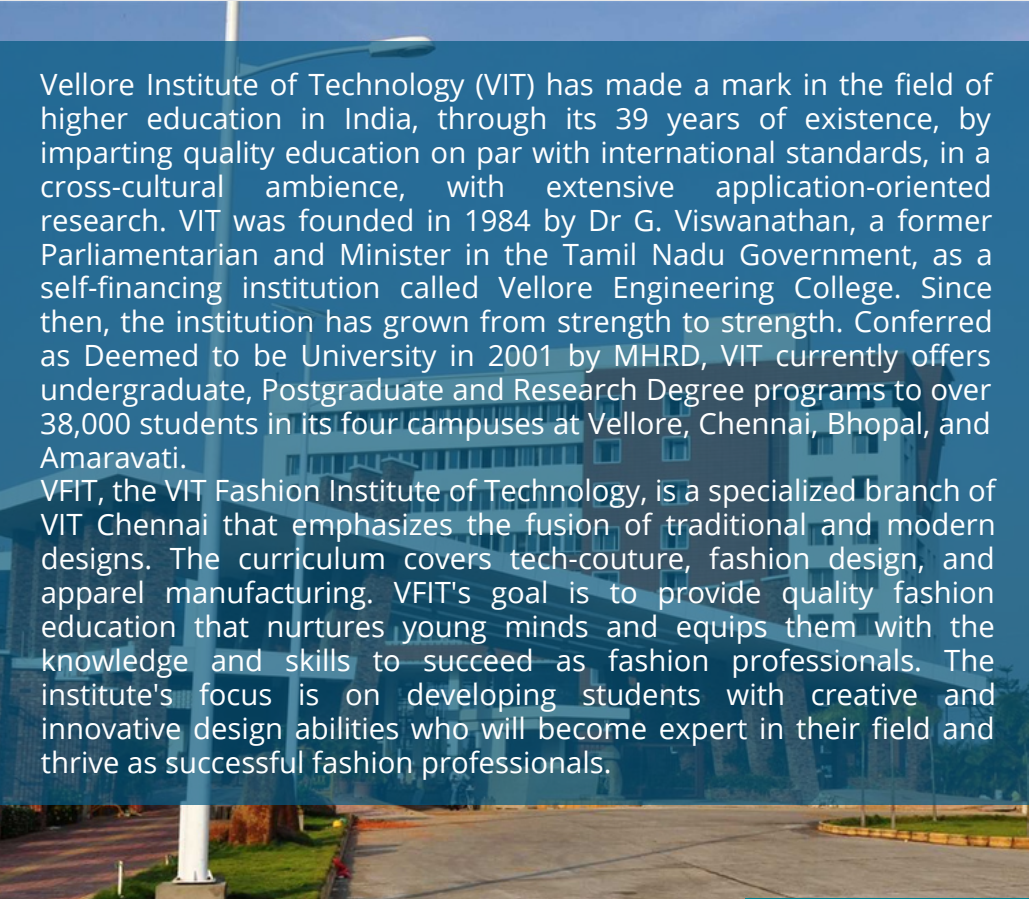 Vellore Institute of Technology (VIT) has made a mark in the field of
higher education in India, through its 39 years of existence, by
imparting quality education on par with international standards, in a
cross-cultural ambience, with extensive application-oriented
research. VIT was founded in 1984 by Dr G. Viswanathan, a former
Parliamentarian and Minister in the Tamil Nadu Government, as a
self-financing institution called Vellore Engineering College. Since
then, the institution has grown from strength to strength. Conferred
as Deemed to be University in 2001 by MHRD, VIT currently offers
undergraduate, Postgraduate and Research Degree programs to over
38,000 students in its four campuses at Vellore, Chennai, Bhopal, and
Amaravati.
VFIT, the VIT Fashion Institute of Technology, is a specialized branch of
VIT Chennai that emphasizes the fusion of traditional and modern
designs. The curriculum covers tech-couture, fashion design, and
apparel manufacturing. VFIT's goal is to provide quality fashion
education that nurtures young minds and equips them with the
knowledge and skills to succeed as fashion professionals. The
institute's focus is on developing students with creative and
innovative design abilities who will become expert in their field and
thrive as successful fashion professionals.